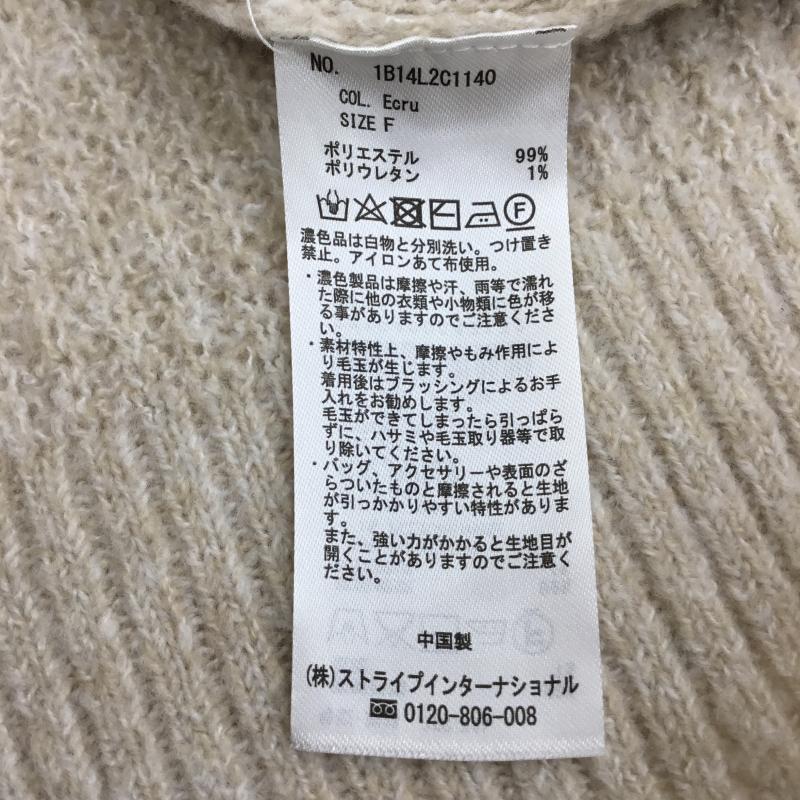 NO. 1B14L2C1140
COL. Ecru
SIZE F
ポリエステル 99%
ポリウレタン 1%
F
濃色品は白物と分別洗い。つけ置き
禁止。アイロンあて布使用。
・濃色製品は摩擦や汗、雨等で濡れ
た際に他の衣類や小物類に色が移
る事がありますのでご注意くださ
い。
・素材特性上、摩擦やもみ作用によ
り毛玉が生じます。
着用後はブラッシングによるお手
入れをお勧めします。
毛玉ができてしまったら引っぱら
ずに、ハサミや毛玉取り器等で取
り除いてください。
・バッグ、アクセサリーや表面のざ
らついたものと摩擦されると生地
が引っかかりやすい特性がありま
す。
また、強い力がかかると生地目が
開くことがありますのでご注意く
ださい。
中国製
(株)ストライプインターナショナル
0120-806-008